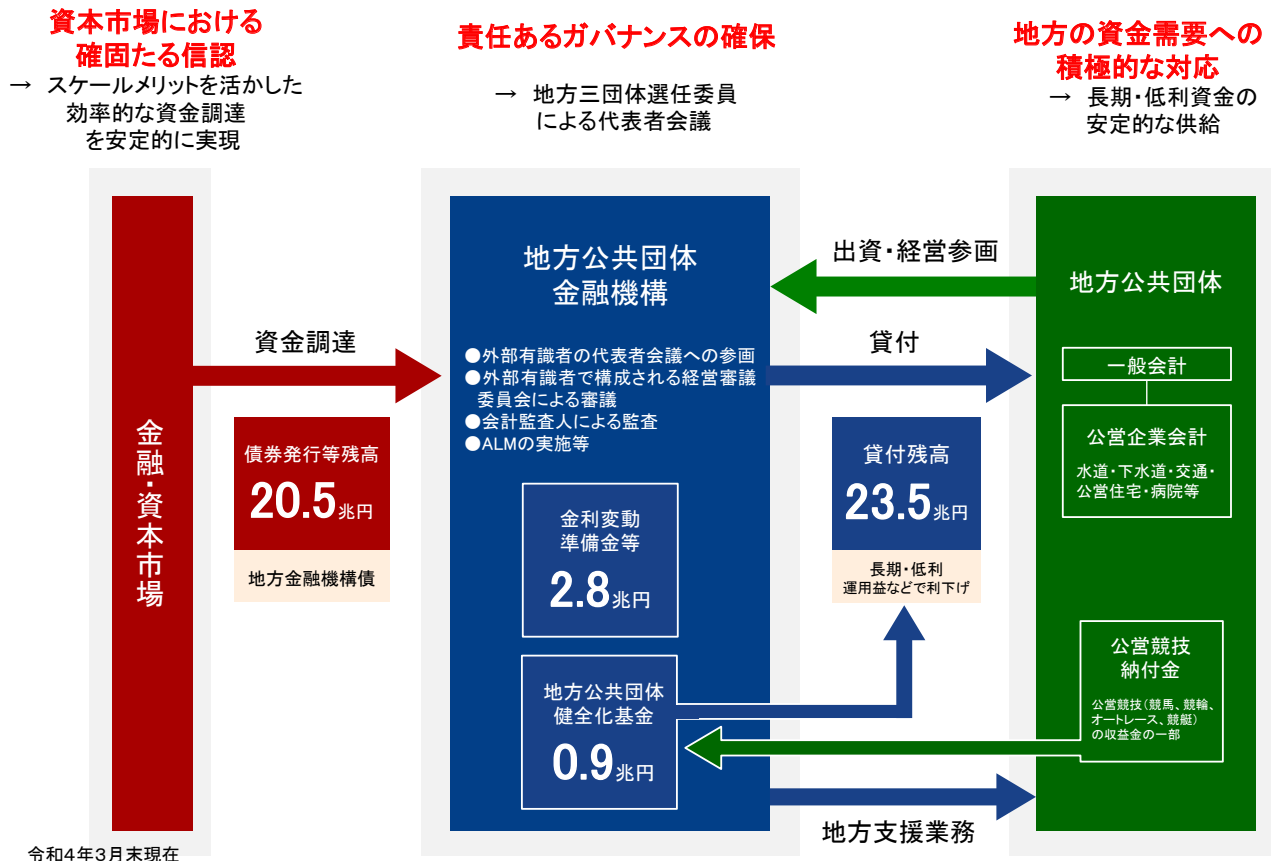 資本市場における
確固たる信認
→ スケールメリットを活かした
効率的な資金調達
を安定的に実現
責任あるガバナンスの確保
→ 地方三団体選任委員
による代表者会議
地方の資金需要への
積極的な対応
→ 長期・低利資金の
安定的な供給
金融・資本市場
資金調達
債券発行等残高
20.5兆円
地方金融機構債
地方公共団体
金融機構
●外部有識者の代表者会議への参画
●外部有識者で構成される経営審議
委員会による審議
●会計監査人による監査
●ALMの実施等
金利変動
準備金等
2.8兆円
地方公共団体
健全化基金
0.9兆円
出資・経営参画
貸付
貸付残高
23.5兆円
長期・低利
運用益などで利下げ
地方支援業務
地方公共団体
一般会計
公営企業会計
水道・下水道・交通・
公営住宅・病院等
公営競技
納付金
公営競技(競馬、競輪、
オートレース、競艇)
の収益金の一部
令和4年3月末現在